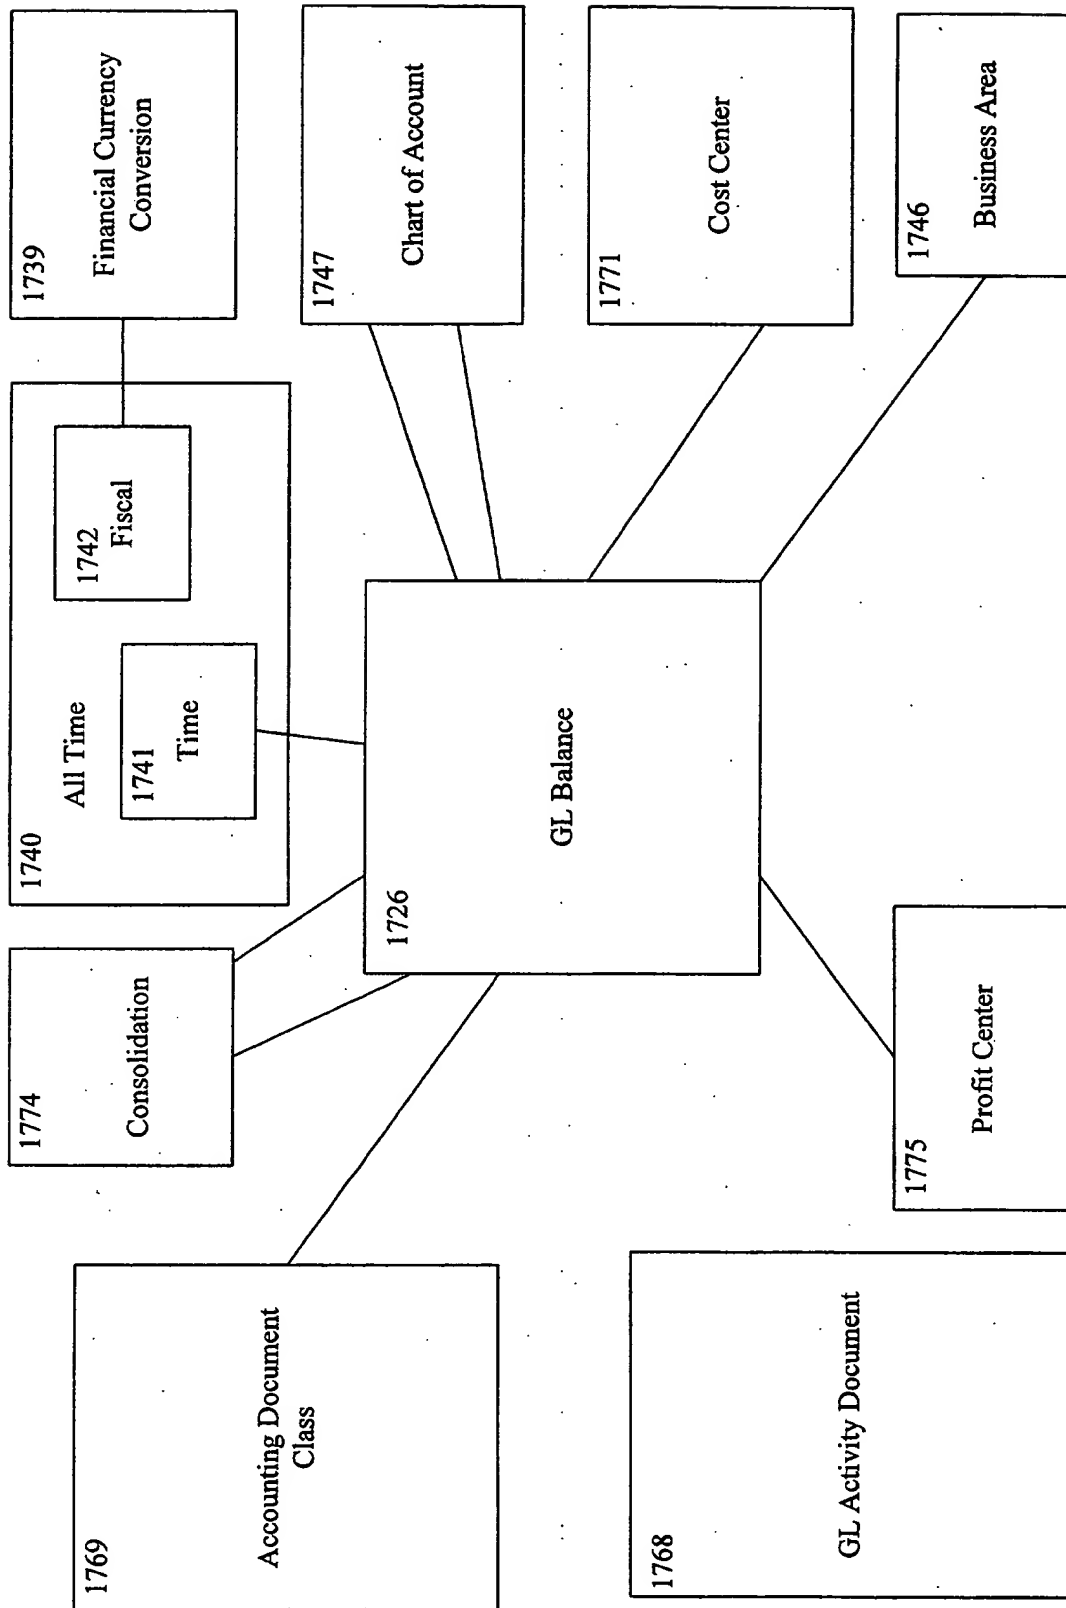 1769
Accounting Document
Class
1774
Consolidation
1740
All Time
1741
Time
1742
Fiscal
1739
Financial Currency
Conversion
1726
GL Balance
1747
Chart of Account
1771
Cost Center
1768
GL Activity Document
1775
Profit Center
1746
Business Area